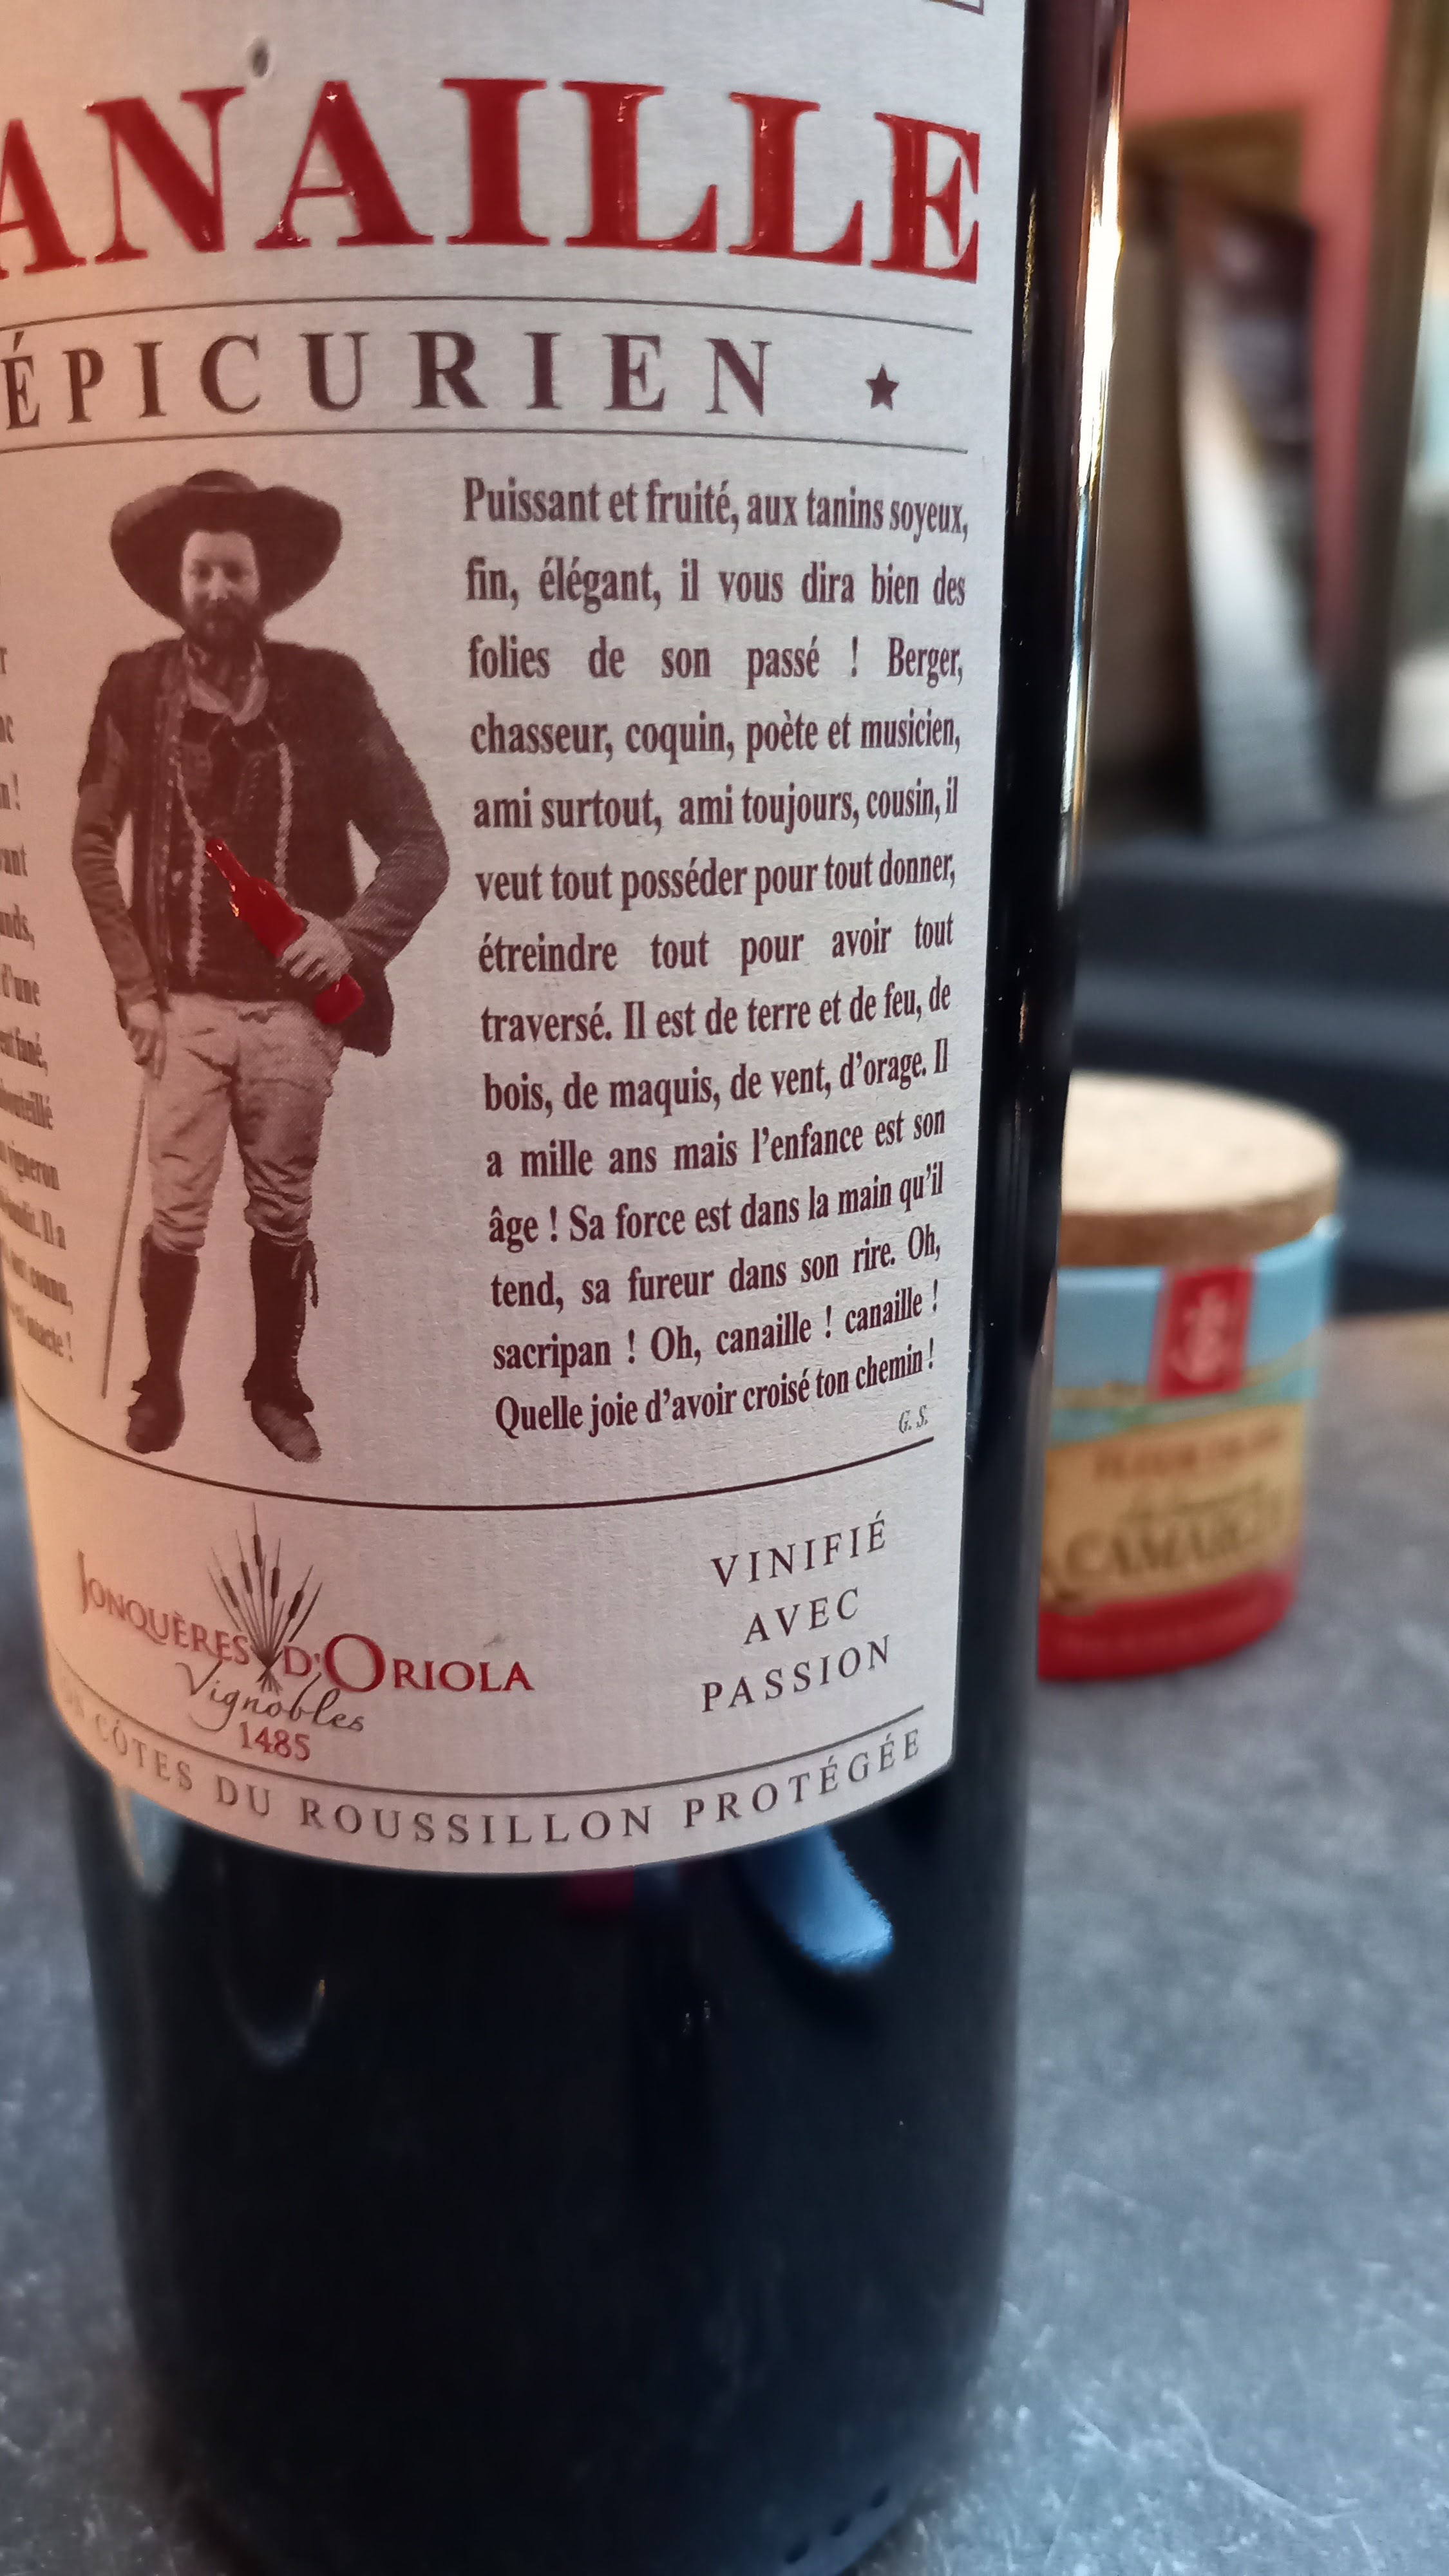 ANAILLE
ÉPICURIEN ★
Puissant et fruité, aux tanins soyeux,
fin, élégant, il vous dira bien des
folies de son passé ! Berger,
chasseur, coquin, poète et musicien,
ami surtout, ami toujours, cousin, il
veut tout posséder pour tout donner,
étreindre tout pour avoir tout
traversé. Il est de terre et de feu, de
bois, de maquis, de vent, d'orage. Il
a mille ans mais l'enfance est son
âge ! Sa force est dans la main qu'il
tend, sa fureur dans son rire. Oh,
sacripan ! Oh, canaille ! canaille !
Quelle joie d'avoir croisé ton chemin !
G. S.
d'une
vigneron
JONQUÈRES D'ORIOLA
Vignobles
1485
VINIFIÉ
AVEC
PASSION
CÔTES DU ROUSSILLON PROTÉGÉE